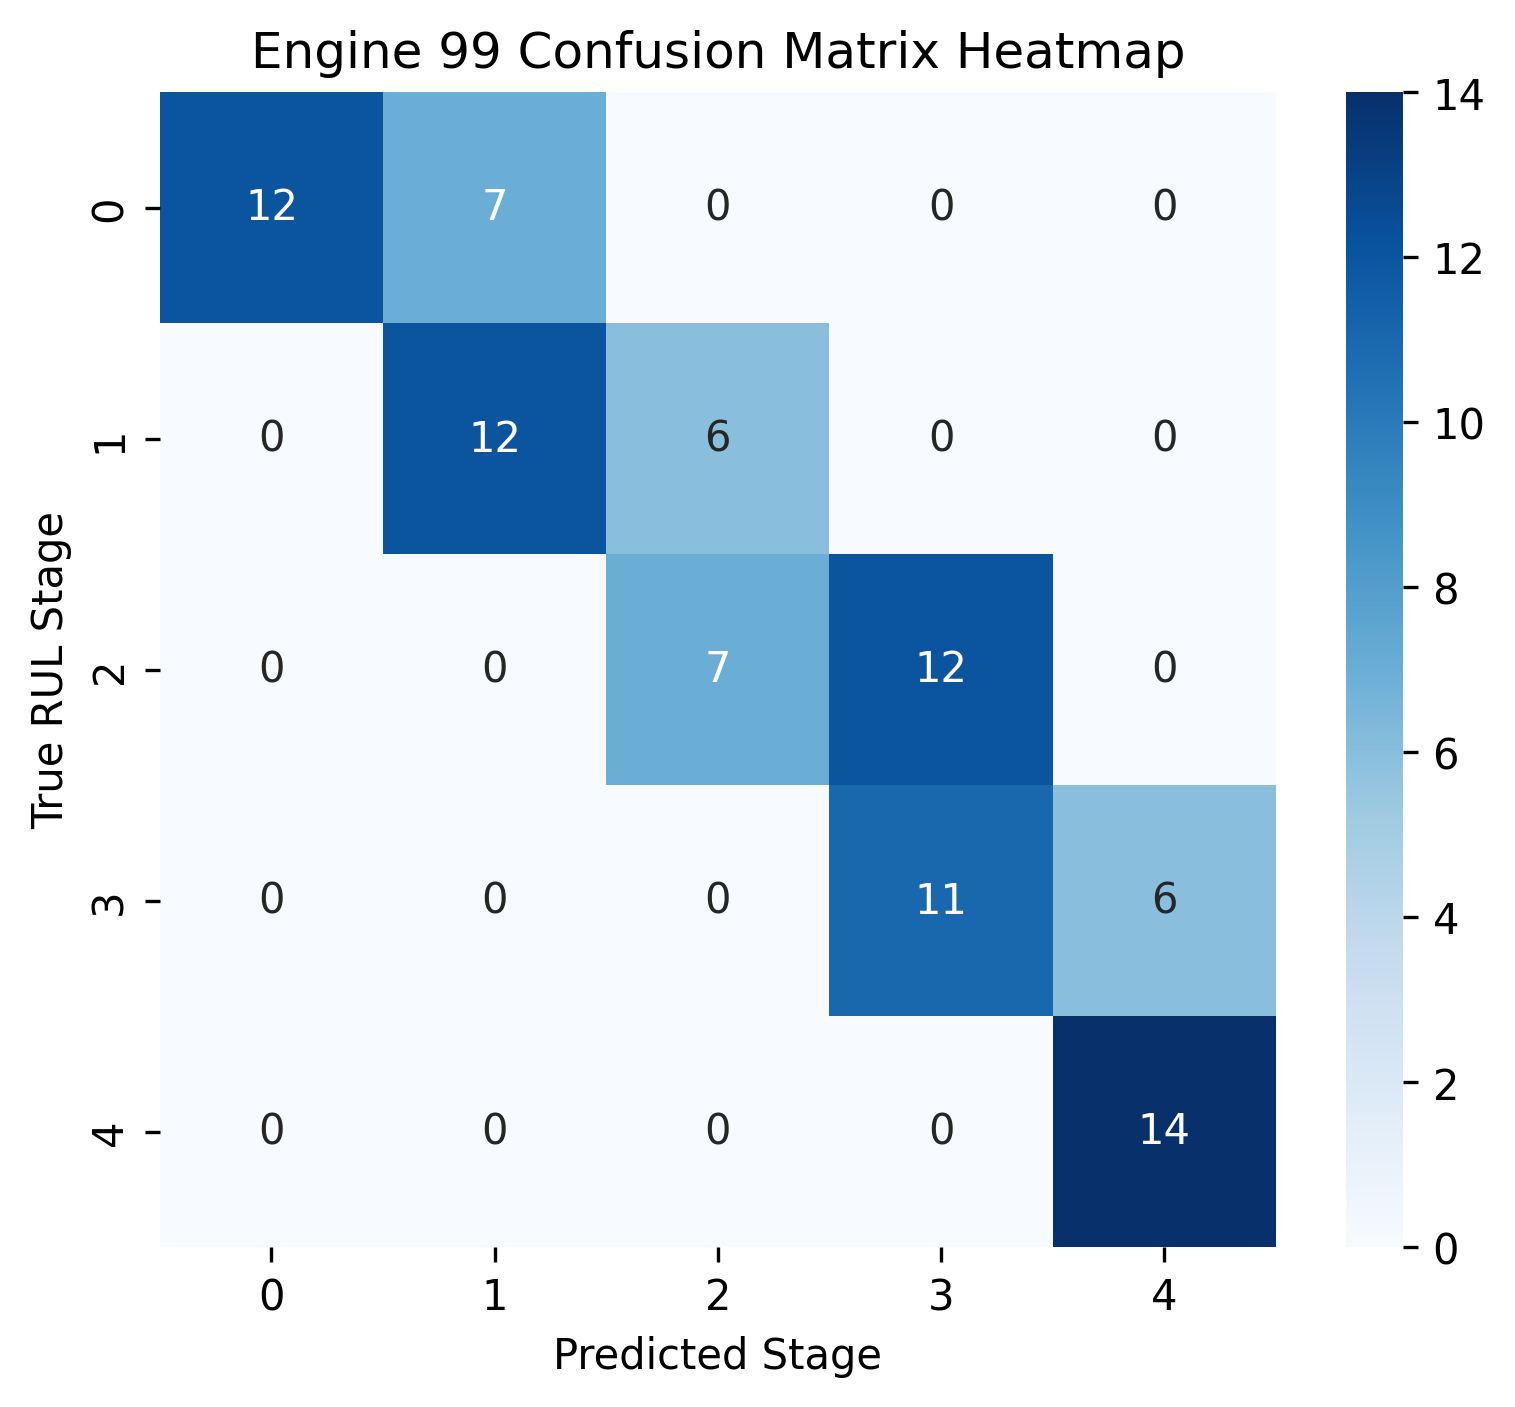 Engine 99 Confusion Matrix Heatmap
12 7 0 0 0
0 12 6 0 0
0 0 7 12 0
0 0 0 11 6
0 0 0 0 14
0
1
2
3
4
True RUL Stage
0 1 2 3 4
Predicted Stage
14
12
10
8
6
4
2
0